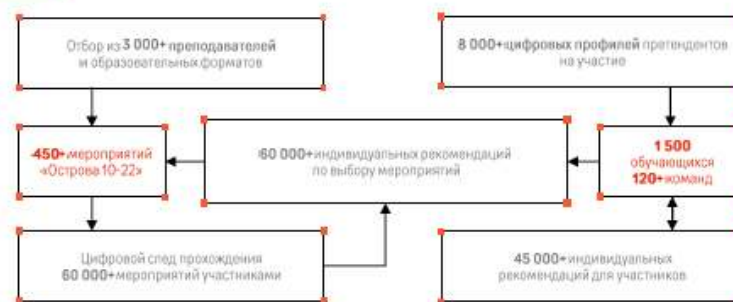 Отбор из 3 000+ преподавателей
и образовательных форматов
8 000+ цифровых профилей претендентов
на участие
450+ мероприятий
«Острова 10-22»
60 000+ индивидуальных рекомендаций
по выбору мероприятий
1 500
обучающихся
120+ команд
Цифровой след прохождения
60 000+ мероприятий участниками
45 000+ индивидуальных
рекомендаций для участников